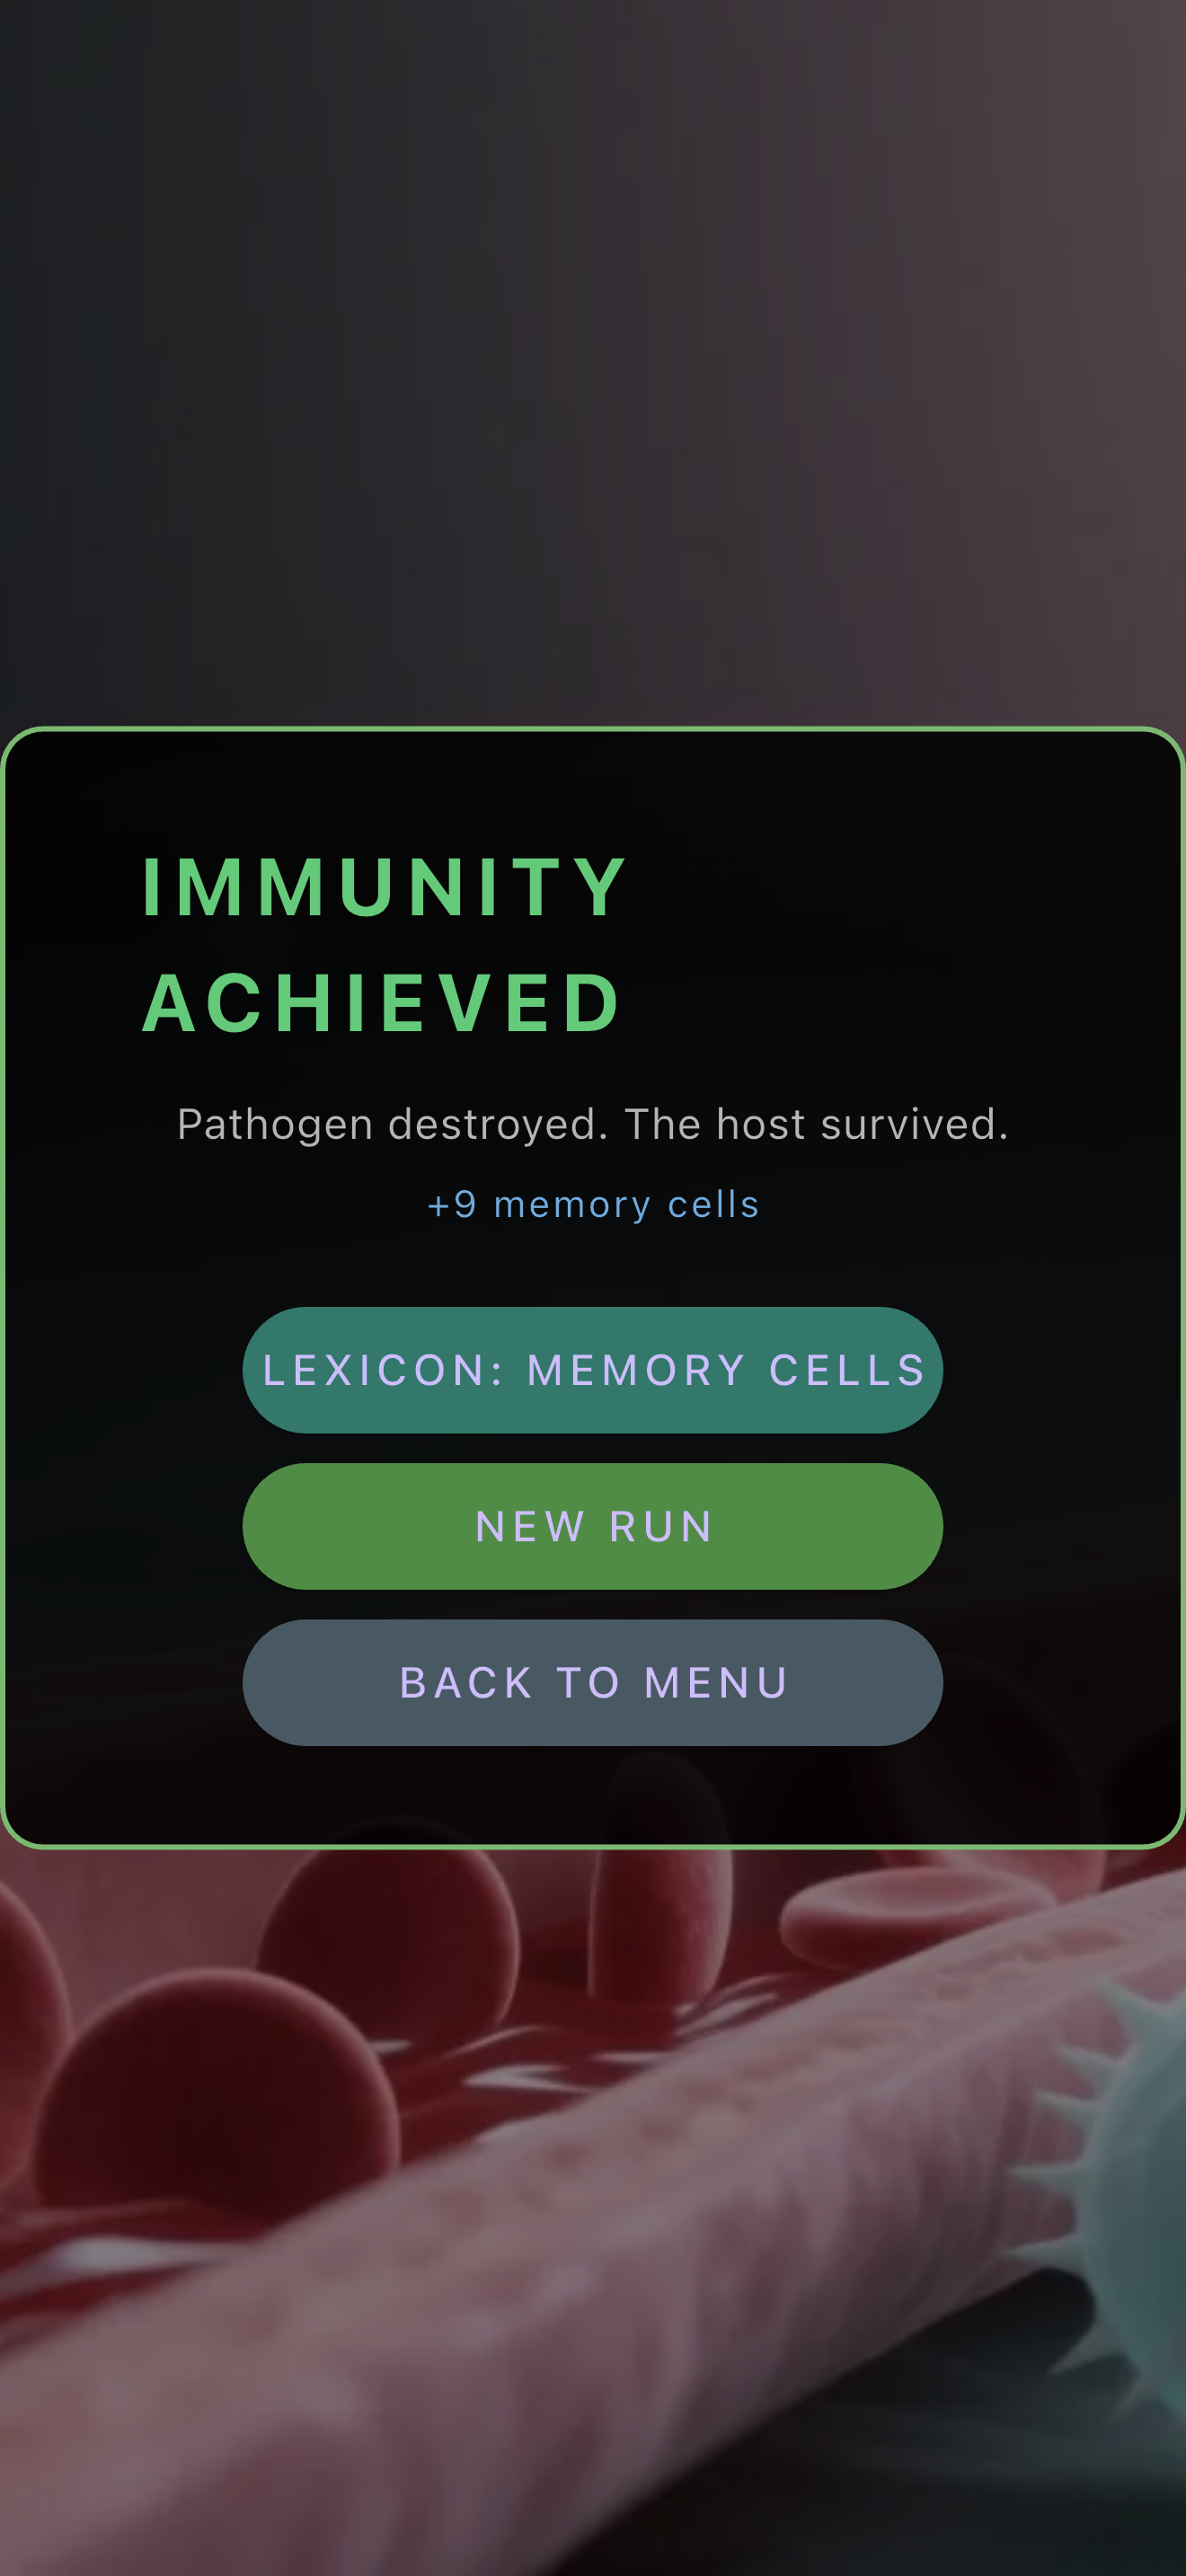 IMMUNITY
ACHIEVED
Pathogen destroyed. The host survived.
+9 memory cells
LEXICON: MEMORY CELLS
NEW RUN
BACK TO MENU